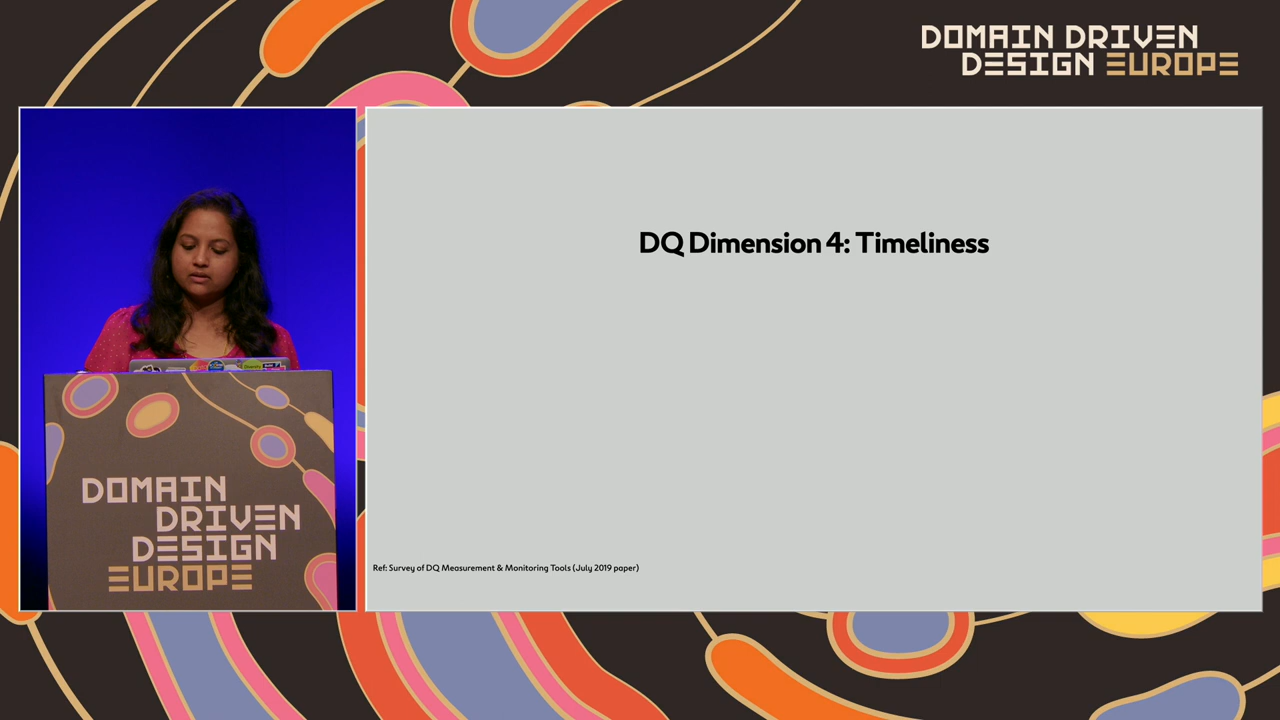 DOMAIN DRIVEN
DESIGN EUROPE
DQ Dimension 4: Timeliness
Ref: Survey of DQ Measurement & Monitoring Tools (July 2019 paper)
DOMAIN
DRIVEN
DESIGN
EUROPE